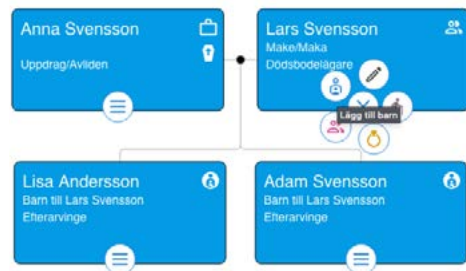 Anna Svensson
Uppdrag/Avliden
Lars Svensson
Make/Maka
Dödsbodelägare
Lägg till barn
Lisa Andersson
Barn till Lars Svensson
Efterarvinge
Adam Svensson
Barn till Lars Svensson
Efterarvinge